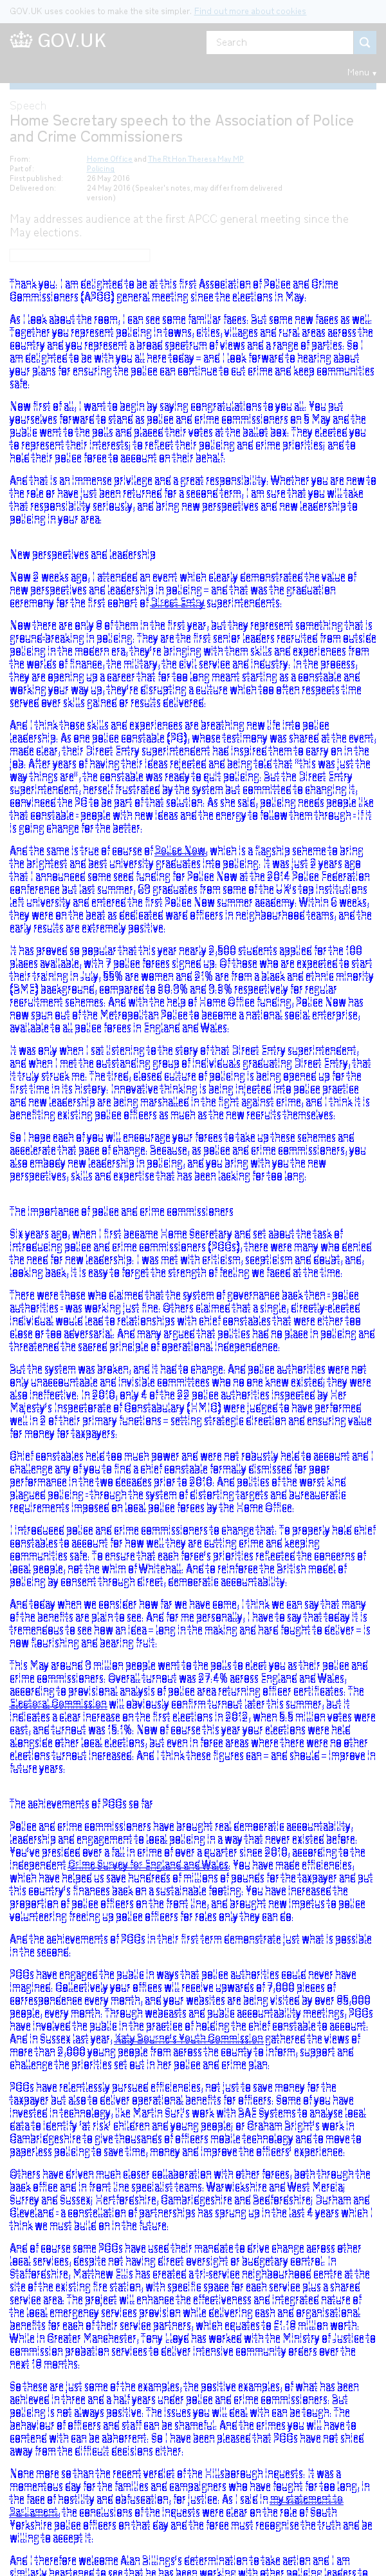 GOV.UK uses cookies to make the site simpler. Find out more about cookies
GOV.UK
Search
Menu
Speech
Home Secretary speech to the Association of Police
and Crime Commissioners
From: Home Office and The Rt Hon Theresa May MP
Part of: Policing
First published: 26 May 2016
Delivered on: 24 May 2016 (Speaker's notes, may differ from delivered
version)
May addresses audience at the first APCC general meeting since the
May elections.
Thank you. I am delighted to be at this first Association of Police and Crime
Commissioners (APCC) general meeting since the elections in May.
As I look about the room, I can see some familiar faces. But some new faces as well.
Together you represent policing in towns, cities, villages and rural areas across the
country and you represent a broad spectrum of views and a range of parties. So I
am delighted to be with you all here today – and I look forward to hearing about
your plans for ensuring the police can continue to cut crime and keep communities
safe.
Now first of all, I want to begin by saying congratulations to you all. You put
yourselves forward to stand as police and crime commissioners on 5 May and the
public went to the polls and placed their votes at the ballot box. They elected you
to represent their interests, to reflect their policing and crime priorities, and to
hold their police force to account on their behalf.
And that is an immense privilege and a great responsibility. Whether you are new to
the role or have just been returned for a second term, I am sure that you will take
that responsibility seriously, and bring new perspectives and new leadership to
policing in your area.
New perspectives and leadership
Now 2 weeks ago, I attended an event which clearly demonstrated the value of
new perspectives and leadership in policing – and that was the graduation
ceremony for the first cohort of Direct Entry superintendents.
Now there are only 8 of them in the first year, but they represent something that is
ground-breaking in policing. They are the first senior leaders recruited from outside
policing in the modern era, they're bringing with them skills and experiences from
the worlds of finance, the military, the civil service and industry. In the process,
they are opening up a career that for too long meant starting as a constable and
working your way up, they're disrupting a culture which too often respects time
served over skills gained or results delivered.
And I think those skills and experiences are breathing new life into police
leadership. As one police constable (PC), whose testimony was shared at the event,
made clear, their Direct Entry superintendent had inspired them to carry on in the
job. After years of having their ideas rejected and being told that "this was just the
way things are", the constable was ready to quit policing. But the Direct Entry
superintendent, herself frustrated by the system but committed to changing it,
convinced the PC to be part of that solution. As she said, policing needs people like
that constable - people with new ideas and the energy to follow them through - if it
is going change for the better.
And the same is true of course of Police Now, which is a flagship scheme to bring
the brightest and best university graduates into policing. It was just 2 years ago
that I announced some seed funding for Police Now at the 2014 Police Federation
conference but last summer, 69 graduates from some of the UK's top institutions
left university and entered the first Police Now summer academy. Within 6 weeks,
they were on the beat as dedicated ward officers in neighbourhood teams, and the
early results are extremely positive.
It has proved so popular that this year nearly 2,500 students applied for the 100
places available, with 7 police forces signed up. Of those who are expected to start
their training in July, 55% are women and 21% are from a black and ethnic minority
(BME) background, compared to respectively for regular
recruitment schemes. And with the help of Home Office funding, Police Now has
now spun out of the Metropolitan Police to become a national social enterprise,
available to all police forces in England and Wales.
It was only when I sat listening to the story of that Direct Entry superintendent,
and when I met the outstanding group of individuals graduating Direct Entry, that
it truly struck me. The tired, closed culture of policing is being opened up for the
first time in its history. Innovative thinking is being injected into police practice
and new leadership are being marshalled in the fight against crime, and I think it is
benefiting existing police officers as much as the new recruits themselves.
So I hope each of you will encourage your forces to take up these schemes and
accelerate that pace of change. Because, as police and crime commissioners, you
also embody new leadership in policing, and you bring with you the new
perspectives, skills and expertise that has been lacking for too long.
The importance of police and crime commissioners
Six years ago, when I first became Home Secretary and set about the task of
introducing police and crime commissioners (PCCs), there were many who denied
the need for new leadership. I was met with criticism, scepticism and doubt, and,
looking back, it is easy to forget the strength of feeling we faced at the time.
There were those who claimed that the system of governance back then - police
authorities - was working just fine. Others claimed that a single, directly-elected
individual would lead to relationships with chief constables that were either too
close or too adversarial. And many argued that politics had no place in policing and
threatened the sacred principle of operational independence.
But the system was broken, and it had to change. And police authorities were not
only unaccountable and invisible committees who no one knew existed, they were
also ineffective. In 2010, only 4 of the 22 police authorities inspected by Her
Majesty's Inspectorate of Constabulary (HMIC) were judged to have performed
well in 2 of their primary functions – setting strategic direction and ensuring value
for money for taxpayers.
Chief constables held too much power and were not robustly held to account and I
challenge any of you to find a chief constable formally dismissed for poor
performance in the two decades prior to 2010. And politics of the worst kind
plagued policing - through the system of distorting targets and bureaucratic
requirements imposed on local police forces by the Home Office.
I introduced police and crime commissioners to change that. To properly hold chief
constables to account for how well they are cutting crime and keeping
communities safe. To ensure that each force's priorities reflected the concerns of
local people, not the whim of Whitehall. And to reinforce the British model of
policing by consent through direct, democratic accountability.
And today when we consider how far we have come, I think we can say that many
of the benefits are plain to see. And for me personally, I have to say that today it is
tremendous to see how an idea – long in the making and hard fought to deliver – is
now flourishing and bearing fruit.
This May around 9 million people went to the polls to elect you as their police and
crime commissioners. Overall turnout was 27.4% across England and Wales,
according to provisional analysis of police area returning officer certificates. The
Electoral Commission will obviously confirm turnout later this summer, but it
indicates a clear increase on the first elections in 2012, when 5.5 million votes were
cast, and turnout was 15.1%. Now of course this year your elections were held
alongside other local elections, but even in force areas where there were no other
elections turnout increased. And I think these figures can – and should – improve in
future years.
The achievements of PCCs so far
Police and crime commissioners have brought real democratic accountability,
leadership and engagement to local policing in a way that never existed before.
You've presided over a fall in crime of over a quarter since 2010, according to the
independent Crime Survey for England and Wales. You have made efficiencies,
which have helped us save hundreds of millions of pounds for the taxpayer and put
this country's finances back on a sustainable footing. You have increased the
proportion of police officers on the front line, and brought new impetus to police
volunteering freeing up police officers for roles only they can do.
And the achievements of PCCs in their first term demonstrate just what is possible
in the second.
PCCs have engaged the public in ways that police authorities could never have
imagined. Collectively your offices will receive upwards of 7,000 pieces of
correspondence every month, and your websites are being visited by over 85,000
people, every month. Through webcasts and public accountability meetings, PCCs
have involved the public in the practice of holding the chief constable to account.
And in Sussex last year, Katy Bourne's Youth Commission gathered the views of
more than 2,000 young people from across the county to inform, support and
challenge the priorities set out in her police and crime plan.
PCCs have relentlessly pursued efficiencies, not just to save money for the
taxpayer but also to deliver operational benefits for officers. Some of you have
invested in technology, like Martin Surl's work with BAE Systems to analyse local
data to identify 'at risk' children and young people, or Graham Bright's work in
Cambridgeshire to give thousands of officers mobile technology and to move to
paperless policing to save time, money and improve the officers' experience.
Others have driven much closer collaboration with other forces, both through the
back office and in front line specialist teams. Warwickshire and West Mercia;
Surrey and Sussex; Hertfordshire, Cambridgeshire and Bedfordshire; Durham and
Cleveland - a constellation of partnerships has sprung up in the last 4 years which I
think we must build on in the future.
And of course some PCCs have used their mandate to drive change across other
local services, despite not having direct oversight or budgetary control. In
Staffordshire, Matthew Ellis has created a tri-service neighbourhood centre at the
site of the existing fire station, with specific space for each service plus a shared
service area. The project will enhance the effectiveness and integrated nature of
the local emergency services provision while delivering cash and organisational
benefits for each of their service partners, which equates to £1.18 million worth.
While in Greater Manchester, Tony Lloyd has worked with the Ministry of Justice to
commission probation services to deliver intensive community orders over the
next 18 months.
So these are just some of the examples, the positive examples, of what has been
achieved in three and a half years under police and crime commissioners. But
policing is not always positive. The issues you will deal with can be tough. The
behaviour of officers and staff can be shameful. And the crimes you will have to
contend with can be abhorrent. So I have been pleased that PCCs have not shied
away from the difficult decisions either.
None more so than the recent verdict of the Hillsborough inquests. It was a
momentous day for the families and campaigners who have fought for too long, in
the face of hostility and obfuscation, for justice. As I said in my statement to
Parliament, the conclusions of the inquests were clear on the role of South
Yorkshire police officers on that day and the force must recognise the truth and be
willing to accept it.
And I therefore welcome Alan Billings's determination to take action and I am
similarly heartened to see that he has been working with other policing leaders to